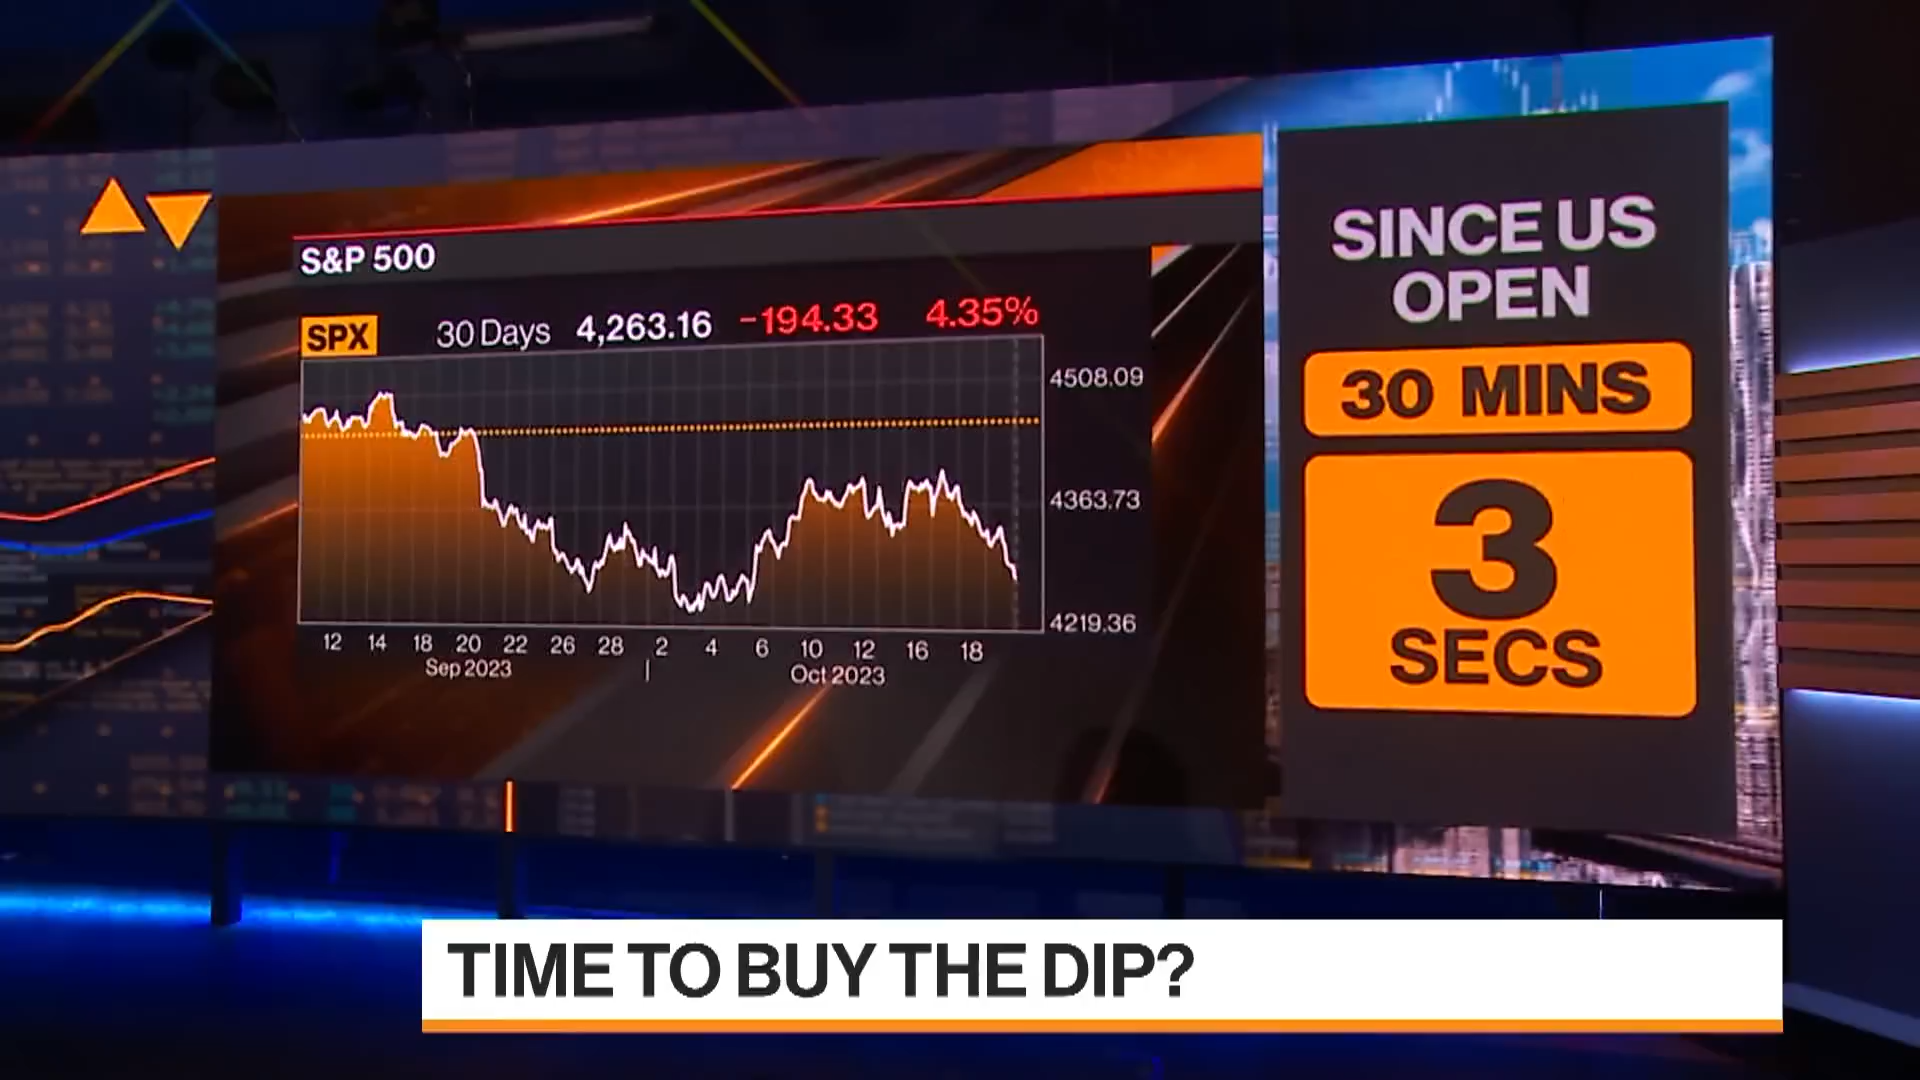 S&P 500
SPX 30 Days 4,263.16 -194.33 4.35%
4508.09
4363.73
4219.36
12 14 18 20 22 26 28 2 4 6 10 12 16 18
Sep 2023 | Oct 2023
SINCE US
OPEN
30 MINS
3
SECS
TIME TO BUY THE DIP?